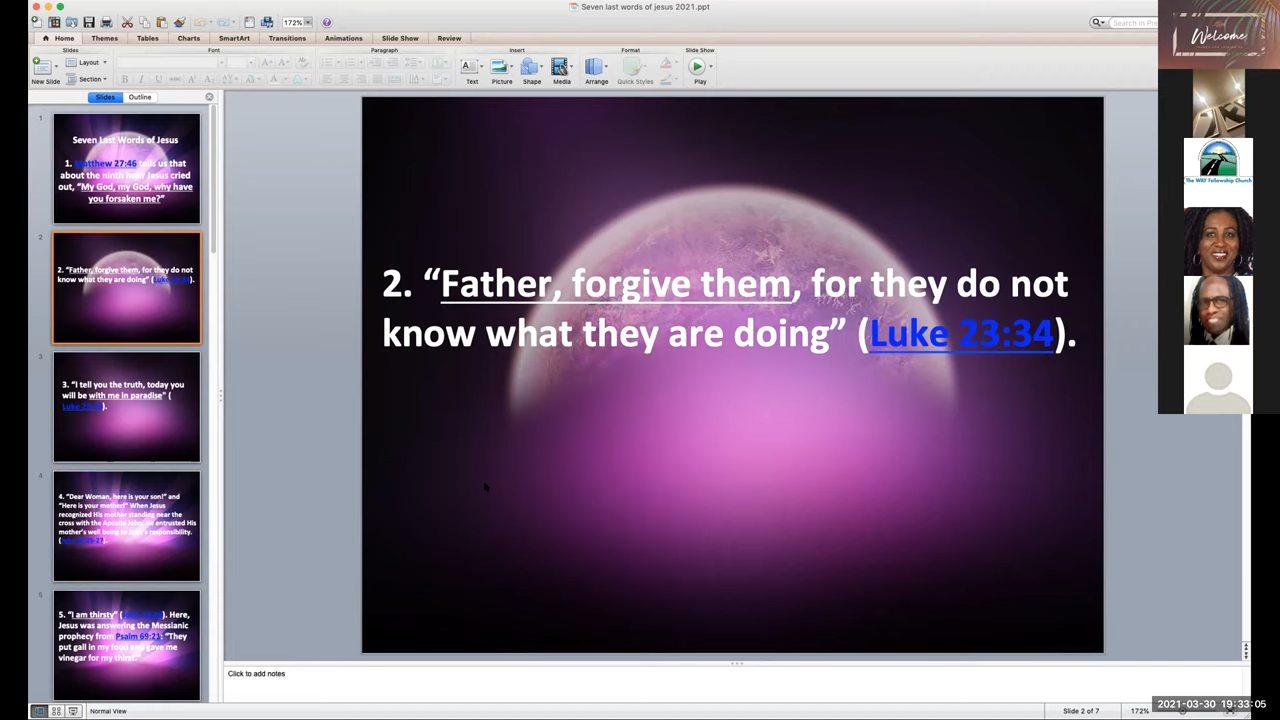 Seven last words of jesus 2021.ppt
172%
Search in Pre
Home
Themes
Tables
Charts
SmartArt
Transitions
Animations
Slide Show
Review
Slides
Font
Paragraph
Insert
Format
Slide Show
New Slide
Layout
Section
B
I
U
Text
Picture
Shape
Media
Arrange
Quick Styles
Play
Slides
Outline
1
Seven Last Words of Jesus
1. Matthew 27:46 tells us that
about the ninth hour Jesus cried
out, “My God, my God, why have
you forsaken me?”
2
2. “Father, forgive them, for they do not
know what they are doing” (Luke 23:34).
3
3. “I tell you the truth, today you
will be with me in paradise” (
4
4. “Dear Woman, here is your son!” and
“Here is your mother!” When Jesus
recognized His mother standing near the
cross with the Apostle John, He entrusted His
mother's well being to John's responsibility.
5
5. “I am thirsty” ( ). Here,
Jesus was answering the Messianic
prophecy from Psalm 69:21: “They
put gall in my food and gave me
vinegar for my thirst.”
2. “Father, forgive them, for they do not
know what they are doing” (Luke 23:34).
Click to add notes
Normal View
Slide 2 of 7
172%
Welcome
The WAY Fellowship Church
2021-03-30 19:33:05